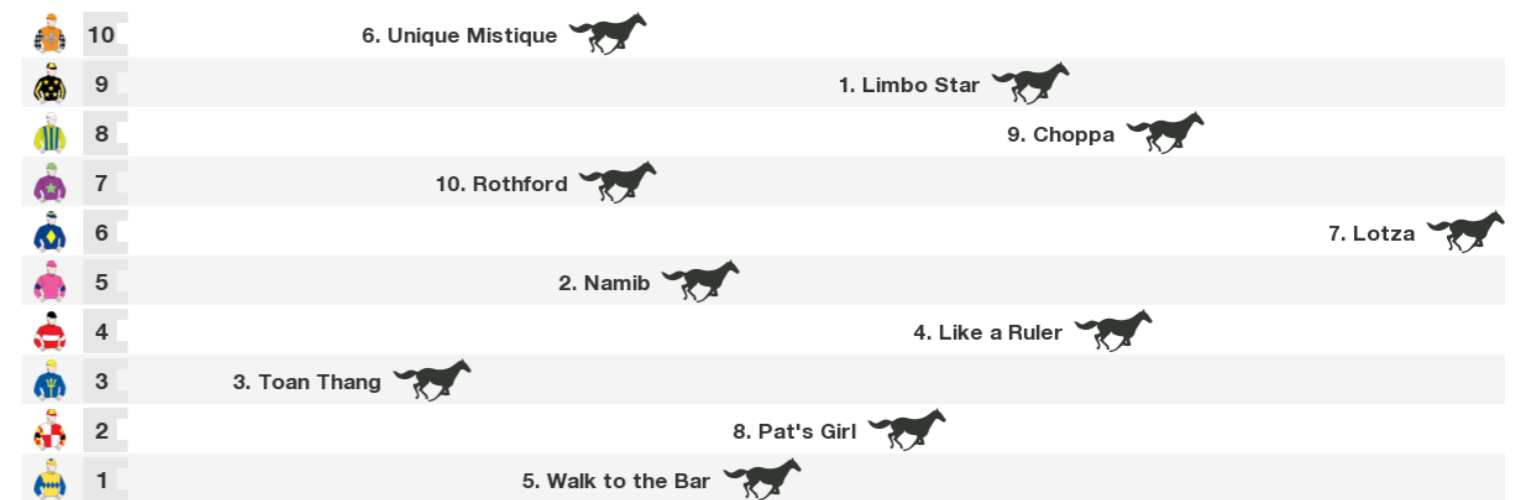 10 6. Unique Mistique
9 1. Limbo Star
8 9. Choppa
7 10. Rothford
6 7. Lotza
5 2. Namib
4 4. Like a Ruler
3 3. Toan Thang
2 8. Pat's Girl
1 5. Walk to the Bar